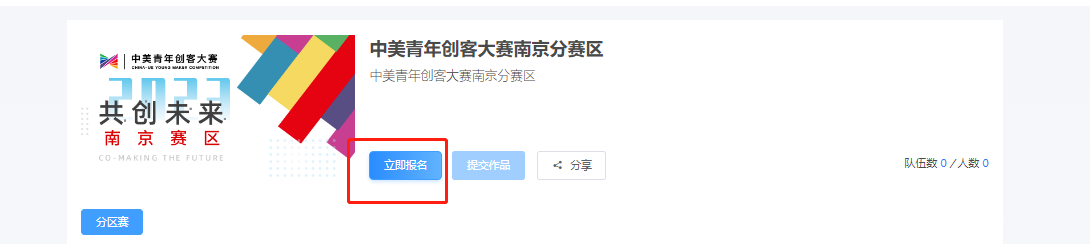 中美青年创客大赛
CHINA-US YOUNG MAKER COMPETITION
2023
共创未来
南京赛区
CO-MAKING THE FUTURE
中美青年创客大赛南京分赛区
中美青年创客大赛南京分赛区
立即报名 提交作品 分享
队伍数 0 / 人数 0
分区赛